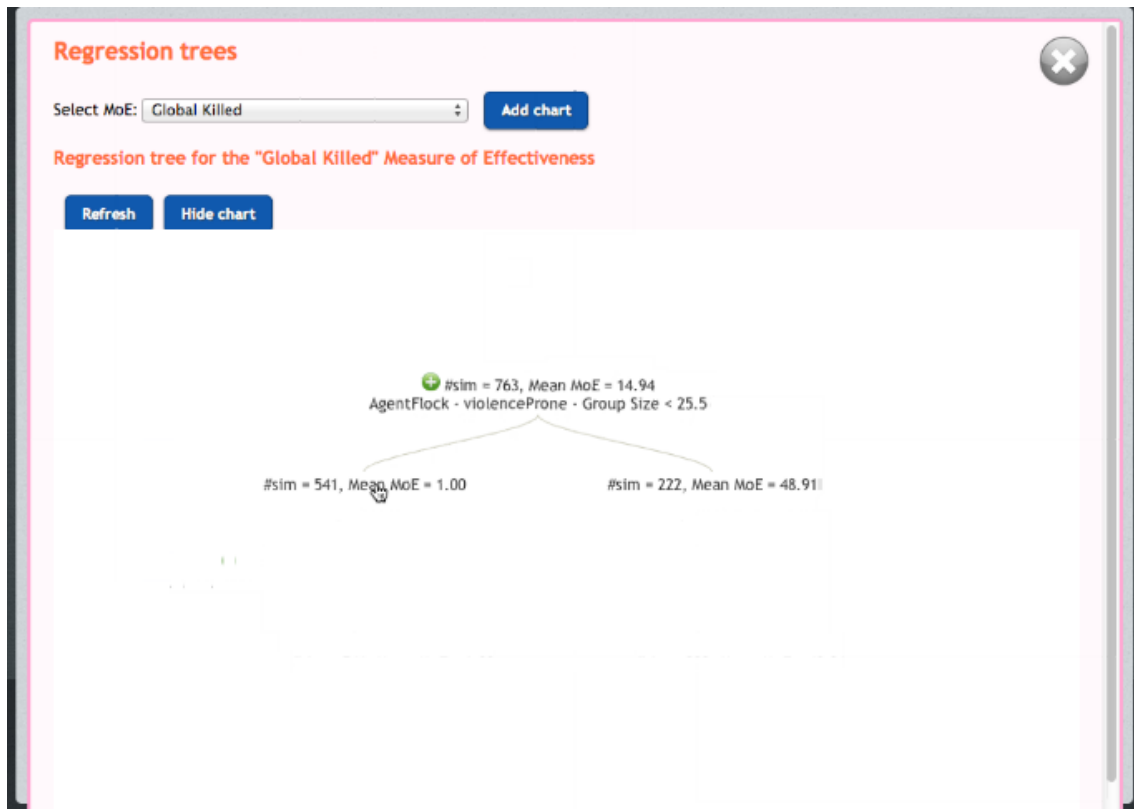 Regression trees
Select MoE: Global Killed Add chart
Regression tree for the "Global Killed" Measure of Effectiveness
Refresh Hide chart
#sim = 763, Mean MoE = 14.94
AgentFlock - violenceProne - Group Size < 25.5
#sim = 541, Mean MoE = 1.00 #sim = 222, Mean MoE = 48.91